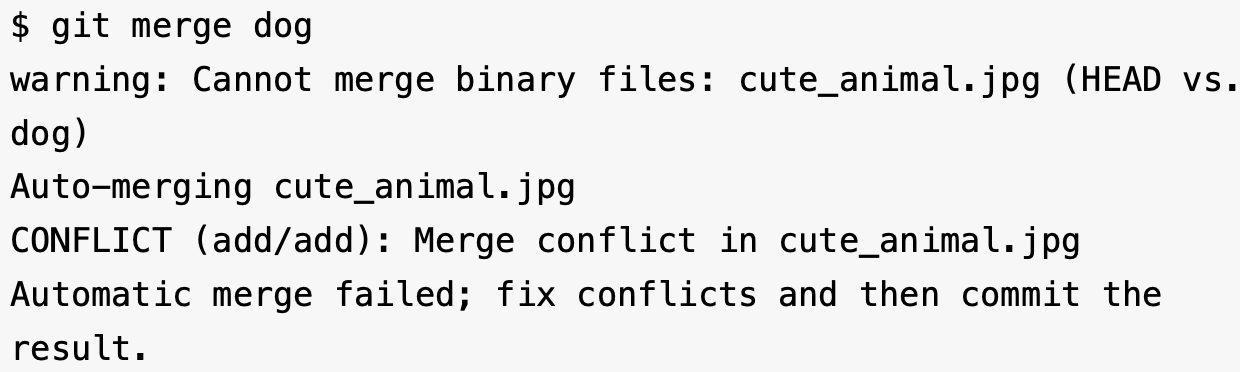 $ git merge dog
warning: Cannot merge binary files: cute_animal.jpg (HEAD vs.
dog)
Auto-merging cute_animal.jpg
CONFLICT (add/add): Merge conflict in cute_animal.jpg
Automatic merge failed; fix conflicts and then commit the
result.